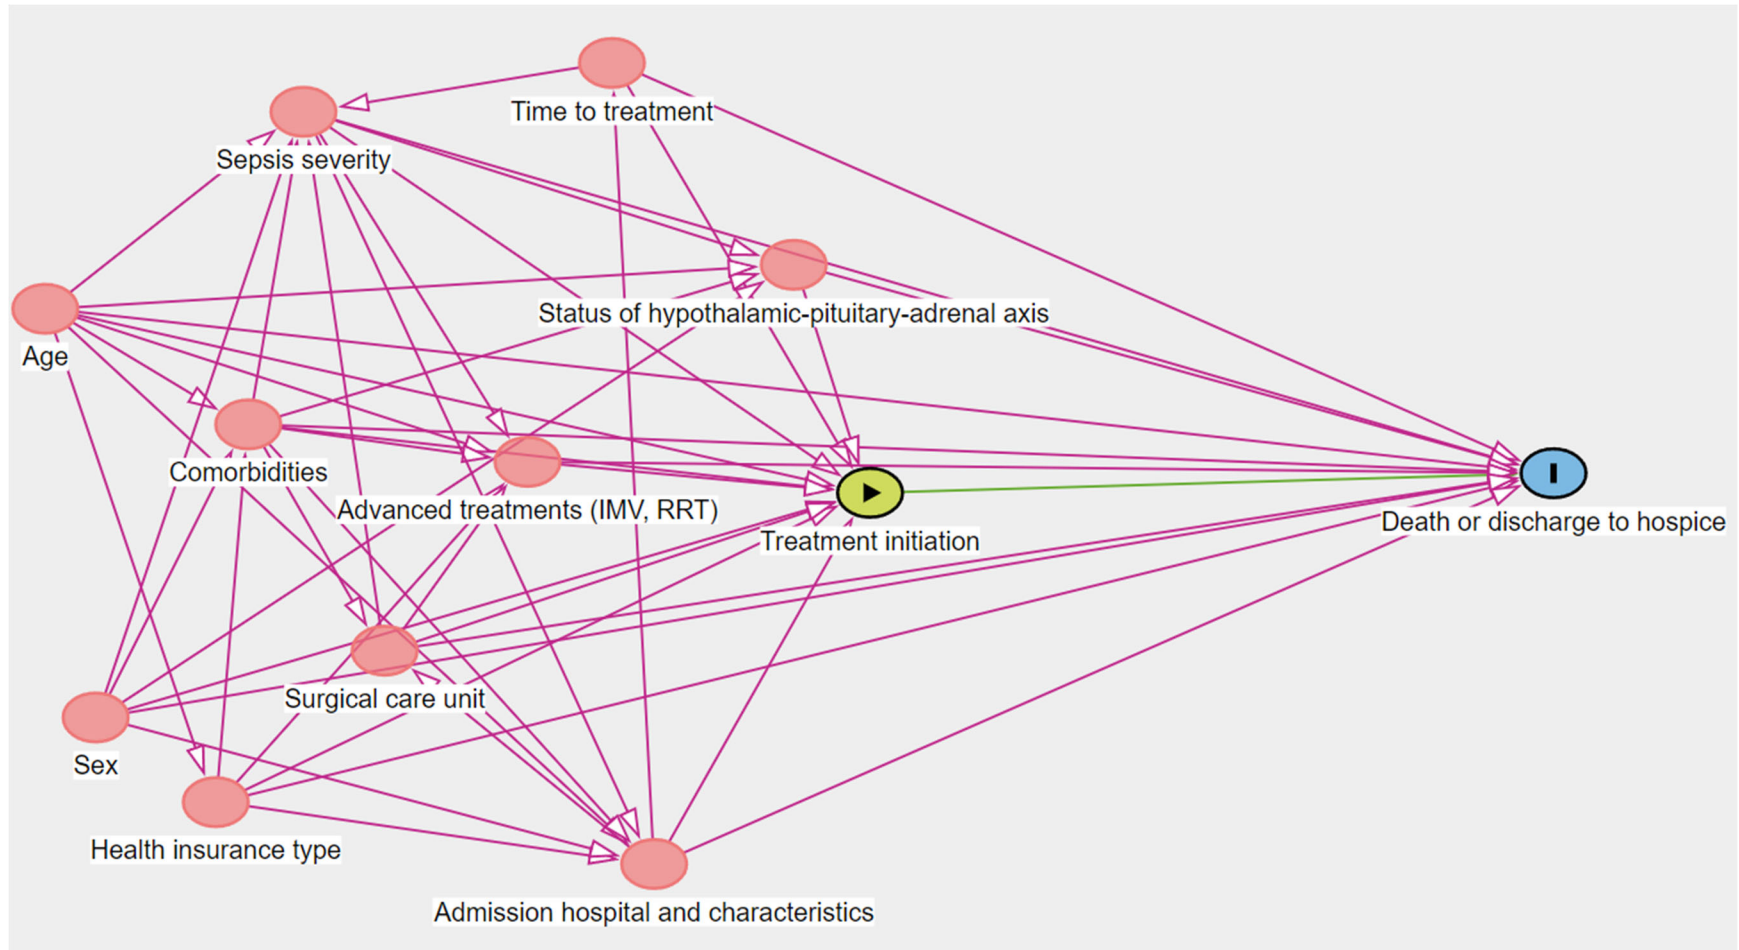 Time to treatment
Sepsis severity
Status of hypothalamic-pituitary-adrenal axis
Age
Comorbidities
Advanced treatments (IMV, RRT)
Death or discharge to hospice
Treatment initiation
Surgical care unit
Sex
Health insurance type
Admission hospital and characteristics